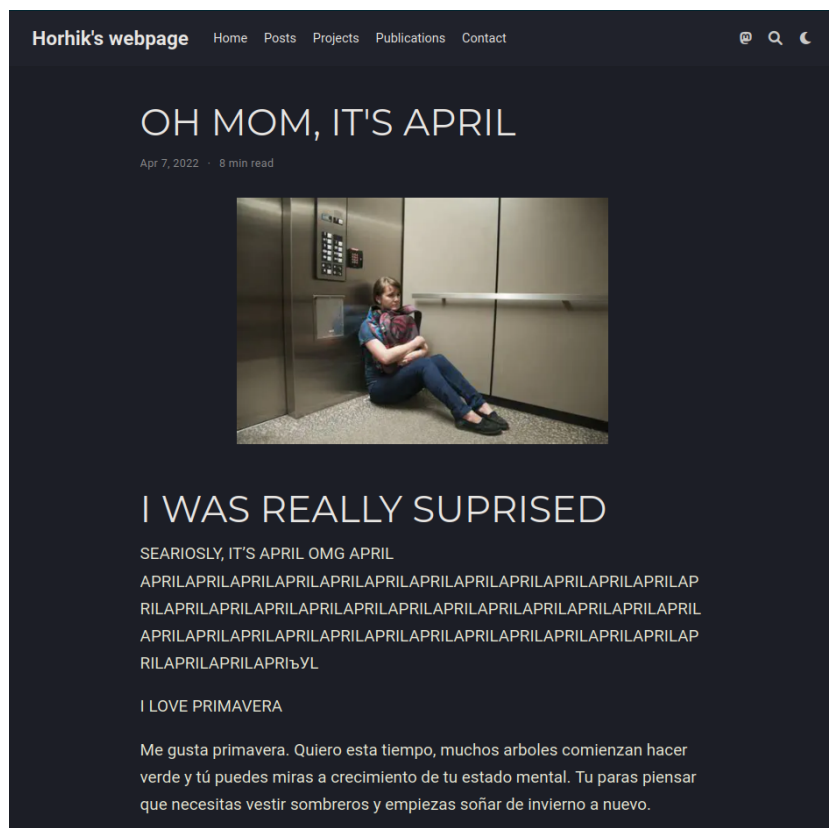 Horhik's webpage Home Posts Projects Publications Contact
OH MOM, IT'S APRIL
Apr 7, 2022 · 8 min read
I WAS REALLY SUPRISED
SEARIOSLY, IT’S APRIL OMG APRIL
APRILAPRILAPRILAPRILAPRILAPRILAPRILAPRILAPRILAPRILAPRILAPRILAP
RILAPRILAPRILAPRILAPRILAPRILAPRILAPRILAPRILAPRILAPRILAPRILAPRIL
APRILAPRILAPRILAPRILAPRILAPRILAPRILAPRILAPRILAPRILAPRILAPRILAP
RILAPRILAPRILAPRIъУL
I LOVE PRIMAVERA
Me gusta primavera. Quiero esta tiempo, muchos arboles comienzan hacer
verde y tú puedes miras a crecimiento de tu estado mental. Tu paras piensar
que necesitas vestir sombreros y empiezas soñar de invierno a nuevo.